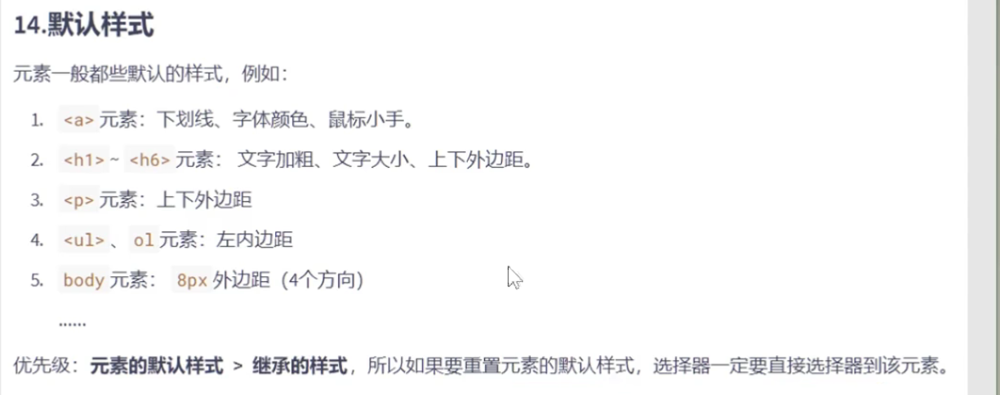 14.默认样式
元素一般都些默认的样式，例如：
1. <a> 元素：下划线、字体颜色、鼠标小手。
2. <h1> ~ <h6> 元素： 文字加粗、文字大小、上下外边距。
3. <p> 元素：上下外边距
4. <ul> 、 ol 元素：左内边距
5. body 元素： 8px 外边距（4个方向）
......
优先级：元素的默认样式 > 继承的样式，所以如果要重置元素的默认样式，选择器一定要直接选择器到该元素。